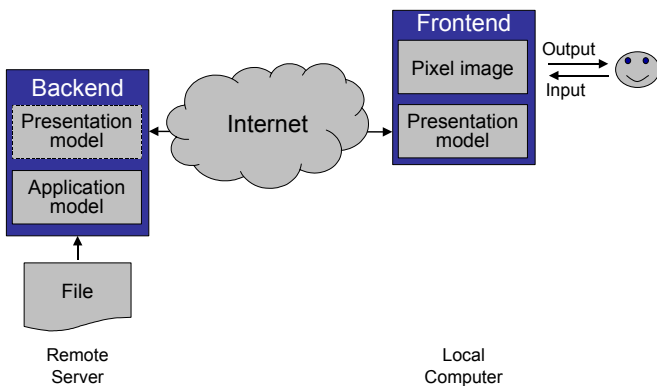 Backend
Presentation
model
Application
model
File
Remote
Server
Internet
Frontend
Pixel image
Presentation
model
Output
Input
Local
Computer